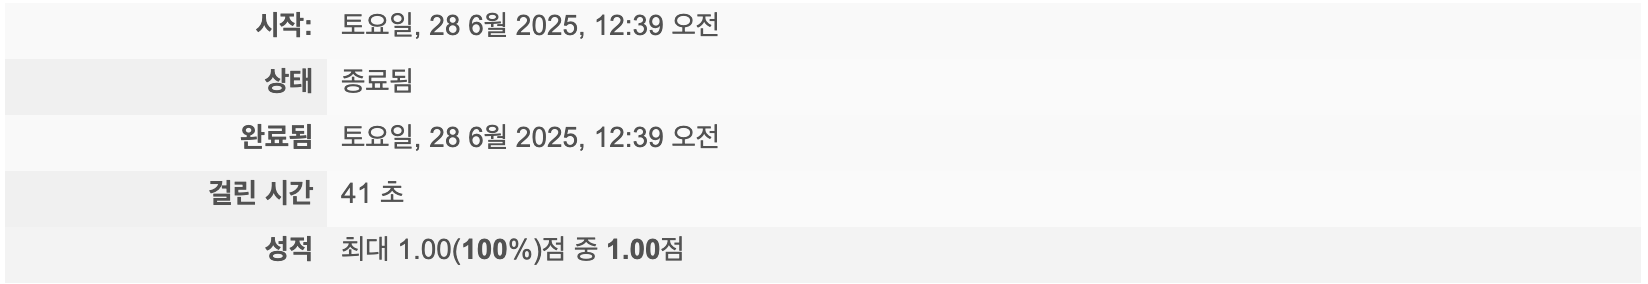 시작: 토요일, 28 6월 2025, 12:39 오전
상태 종료됨
완료됨 토요일, 28 6월 2025, 12:39 오전
걸린 시간 41 초
성적 최대 1.00(100%)점 중 1.00점